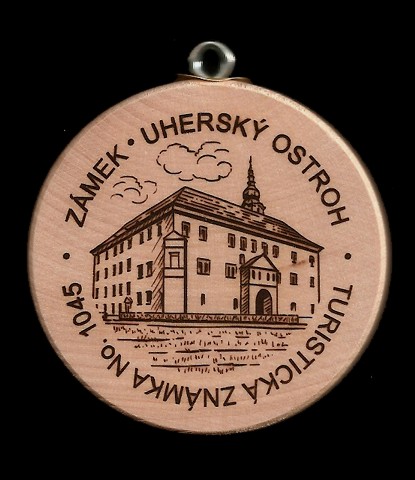 ZÁMEK • UHERSKÝ OSTROH
• TURISTICKÁ ZNÁMKA No. 1045 •